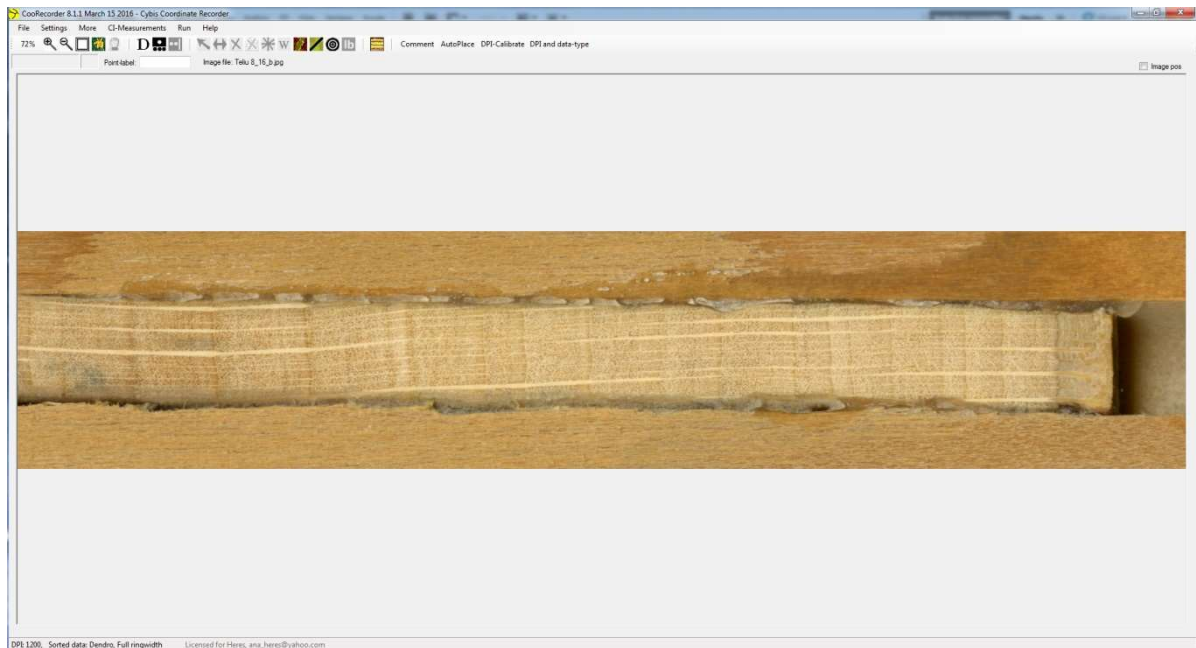 CooRecorder 8.1.1 March 15 2016 - Cybis Coordinate Recorder
File Settings More CI-Measurements Run Help
72% D W lb Comment AutoPlace DPI-Calibrate DPI and data-type
Point-label: Image file: Teliu 8_16_b.jpg Image pos
DPI: 1200, Sorted data: Dendro, Full ringwidth Licensed for Heres, ana_heres@yahoo.com